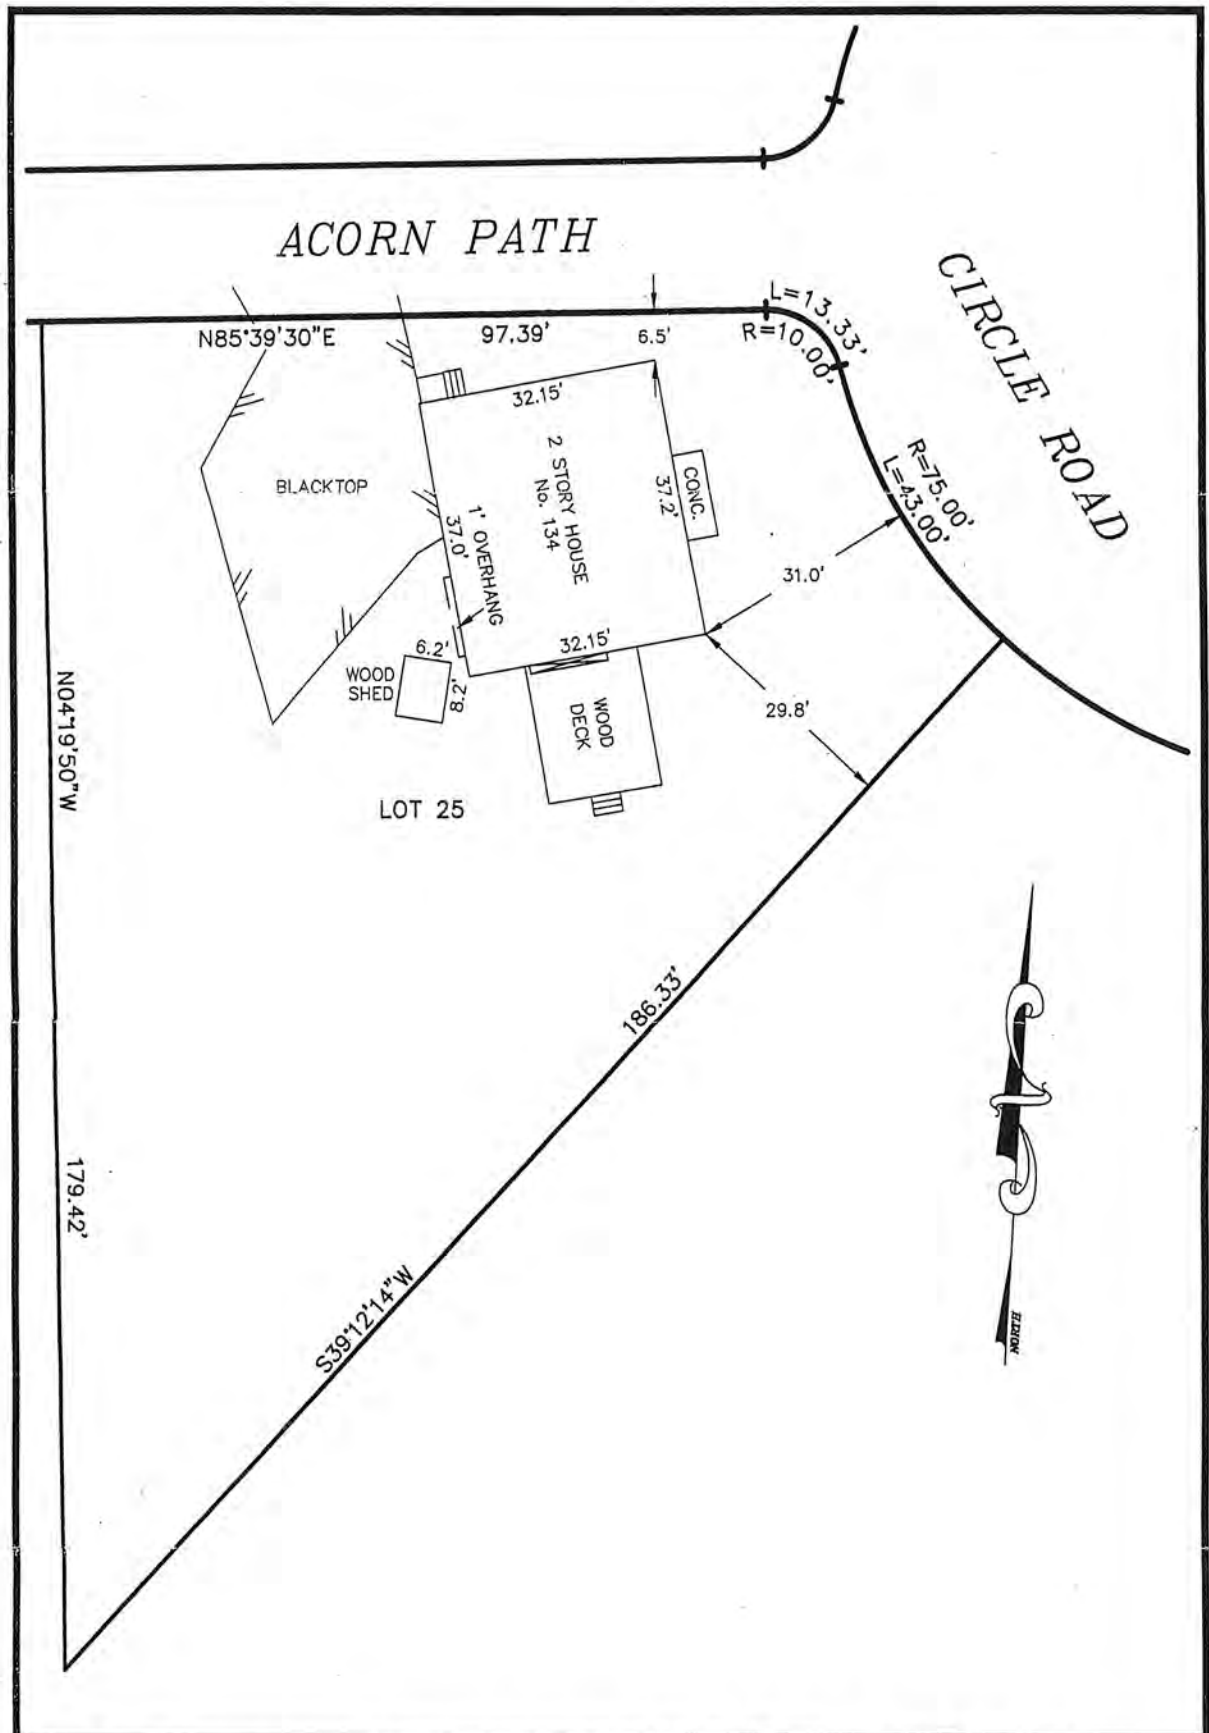 ACORN PATH
CIRCLE ROAD
L=13.33'
R=10.00'
N85°39'30"E
97.39'
6.5'
32.15'
2 STORY HOUSE
No. 134
CONC.
37.2'
R=75.00'
L=43.00'
BLACKTOP
1' OVERHANG
37.0'
31.0'
32.15'
6.2'
WOOD
SHED
8.2'
WOOD
DECK
29.8'
N04°19'50"W
LOT 25
186.33'
179.42'
S39°12'14"W